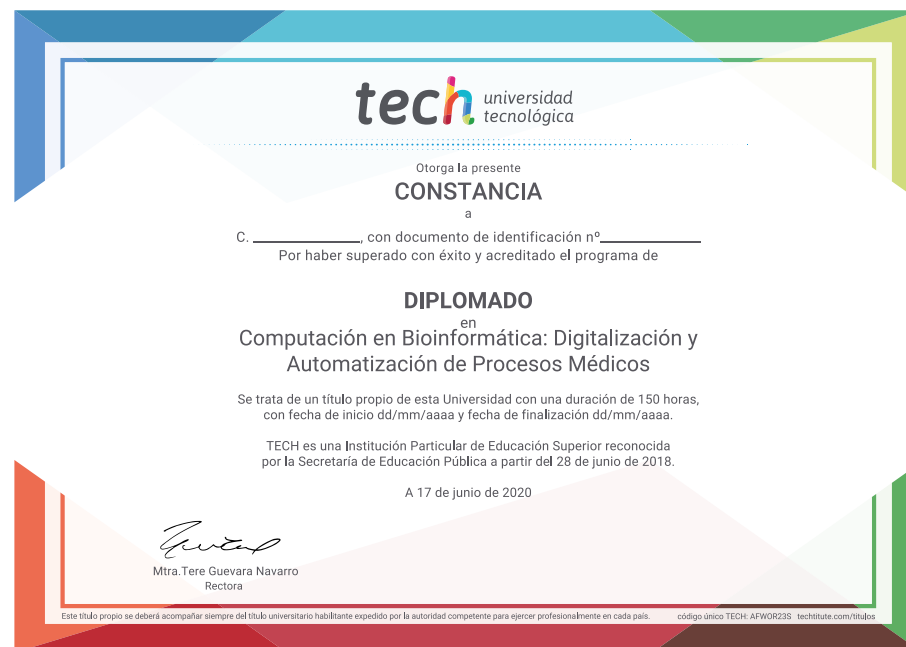 tech universidad
tecnológica
Otorga la presente
CONSTANCIA
a
C. ______________, con documento de identificación nº_____________
Por haber superado con éxito y acreditado el programa de
DIPLOMADO
en
Computación en Bioinformática: Digitalización y
Automatización de Procesos Médicos
Se trata de un título propio de esta Universidad con una duración de 150 horas,
con fecha de inicio dd/mm/aaaa y fecha de finalización dd/mm/aaaa.
TECH es una Institución Particular de Educación Superior reconocida
por la Secretaría de Educación Pública a partir del 28 de junio de 2018.
A 17 de junio de 2020
Mtra.Tere Guevara Navarro
Rectora
Este título propio se deberá acompañar siempre del título universitario habilitante expedido por la autoridad competente para ejercer profesionalmente en cada país. código único TECH: AFWOR23S techtitute.com/titulos